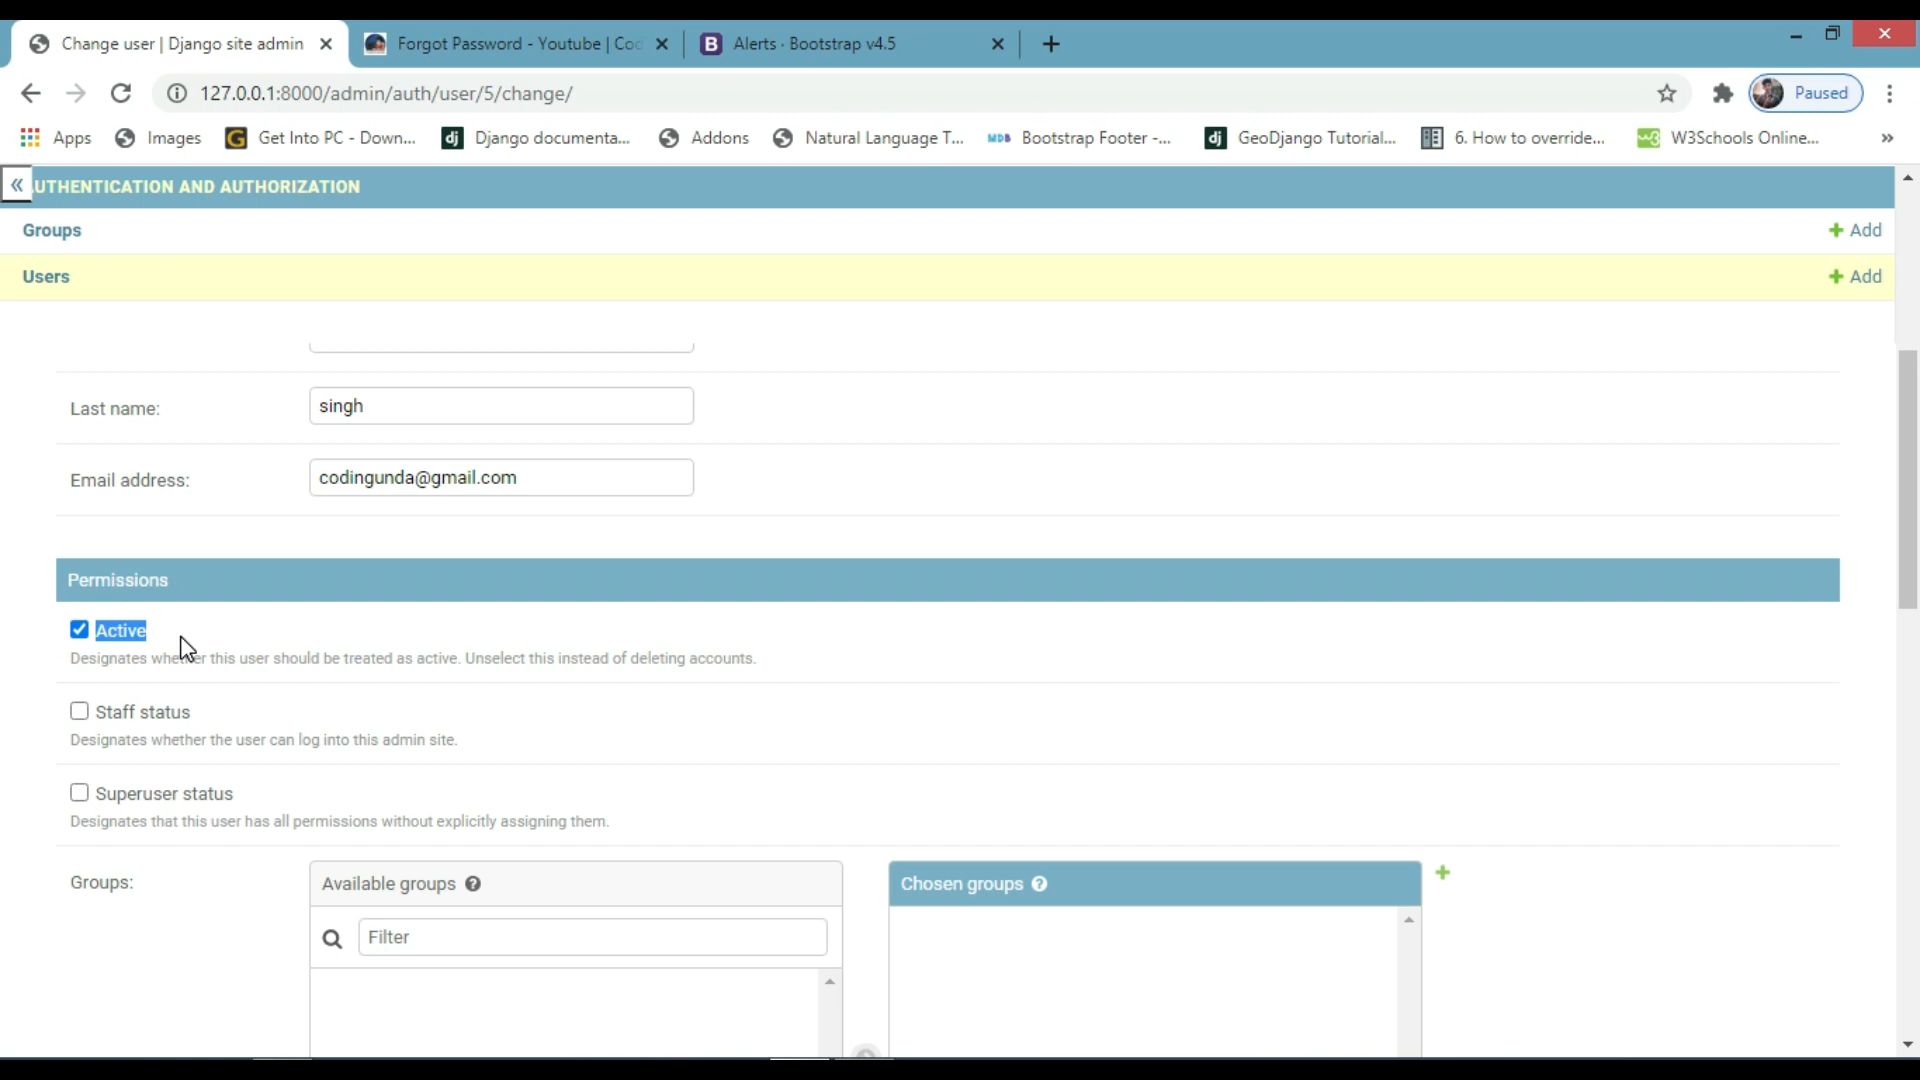 Change user | Django site admin
Forgot Password - Youtube | Co
Alerts · Bootstrap v4.5
127.0.0.1:8000/admin/auth/user/5/change/
Paused
Apps
Images
Get Into PC - Down...
Django documenta...
Addons
Natural Language T...
Bootstrap Footer -...
GeoDjango Tutorial...
6. How to override...
W3Schools Online...
UTHENTICATION AND AUTHORIZATION
Groups + Add
Users + Add
Last name: singh
Email address: codingunda@gmail.com
Permissions
Active
Designates whether this user should be treated as active. Unselect this instead of deleting accounts.
Staff status
Designates whether the user can log into this admin site.
Superuser status
Designates that this user has all permissions without explicitly assigning them.
Groups: Available groups ? Chosen groups ? +
Filter